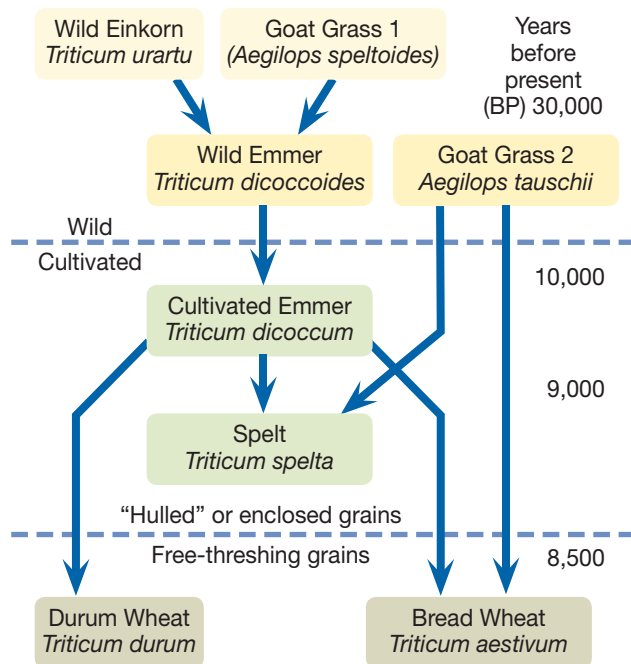 Wild Einkorn
Triticum urartu
Goat Grass 1
(Aegilops speltoides)
Years
before
present
(BP) 30,000
Wild Emmer
Triticum dicoccoides
Goat Grass 2
Aegilops tauschii
Wild
Cultivated
10,000
Cultivated Emmer
Triticum dicoccum
9,000
Spelt
Triticum spelta
“Hulled” or enclosed grains
Free-threshing grains
8,500
Durum Wheat
Triticum durum
Bread Wheat
Triticum aestivum